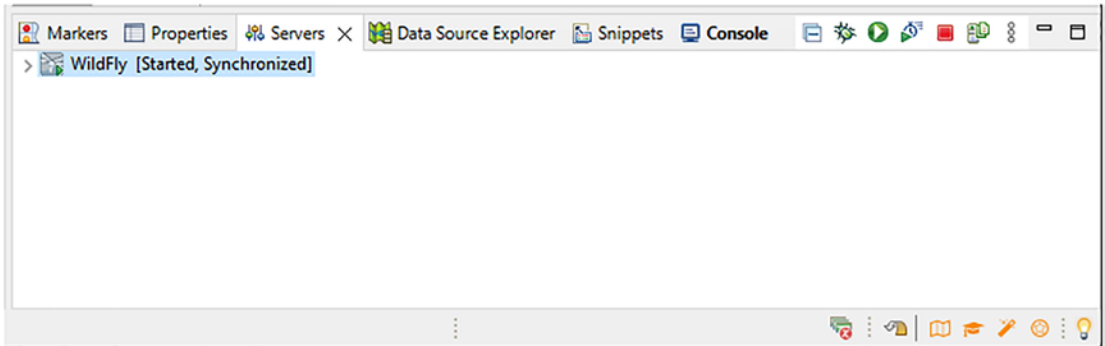 Markers Properties Servers Data Source Explorer Snippets Console
WildFly [Started, Synchronized]